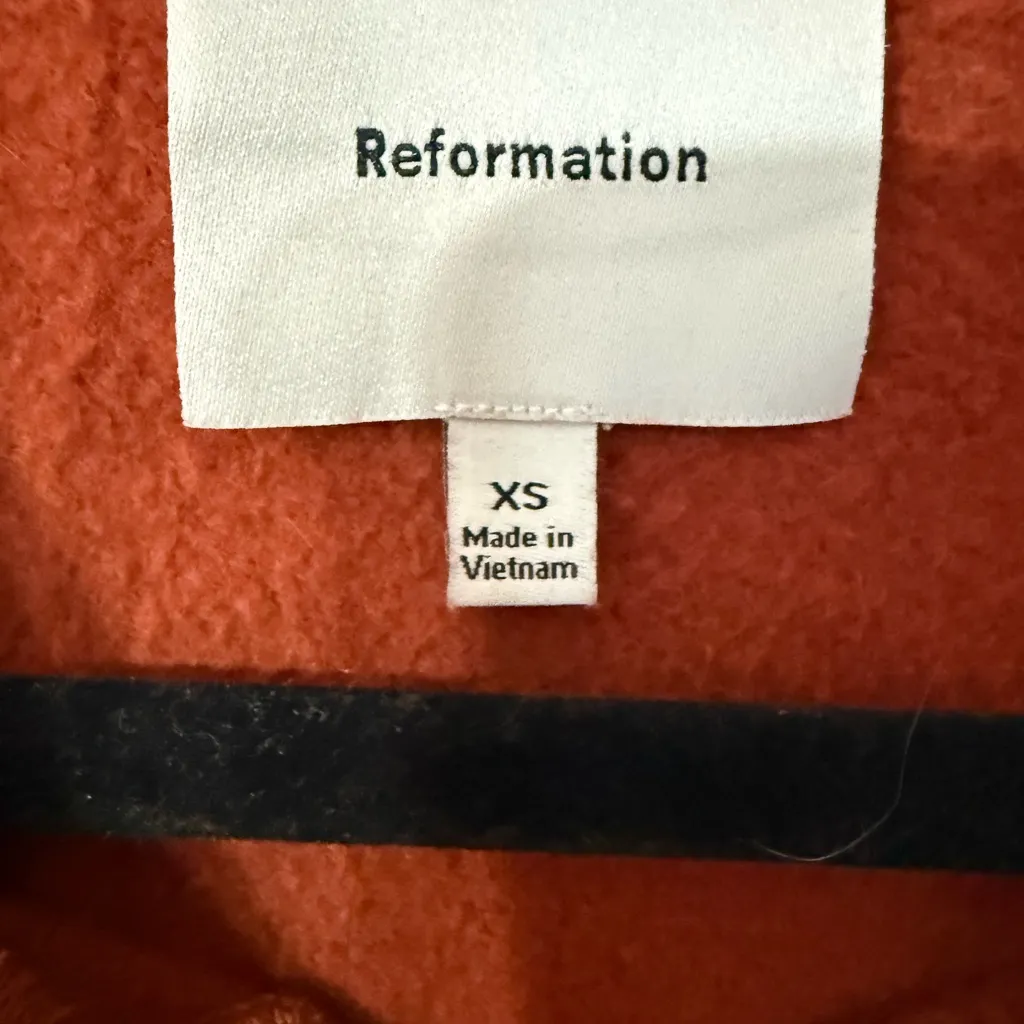 Reformation
XS
Made in
Vietnam